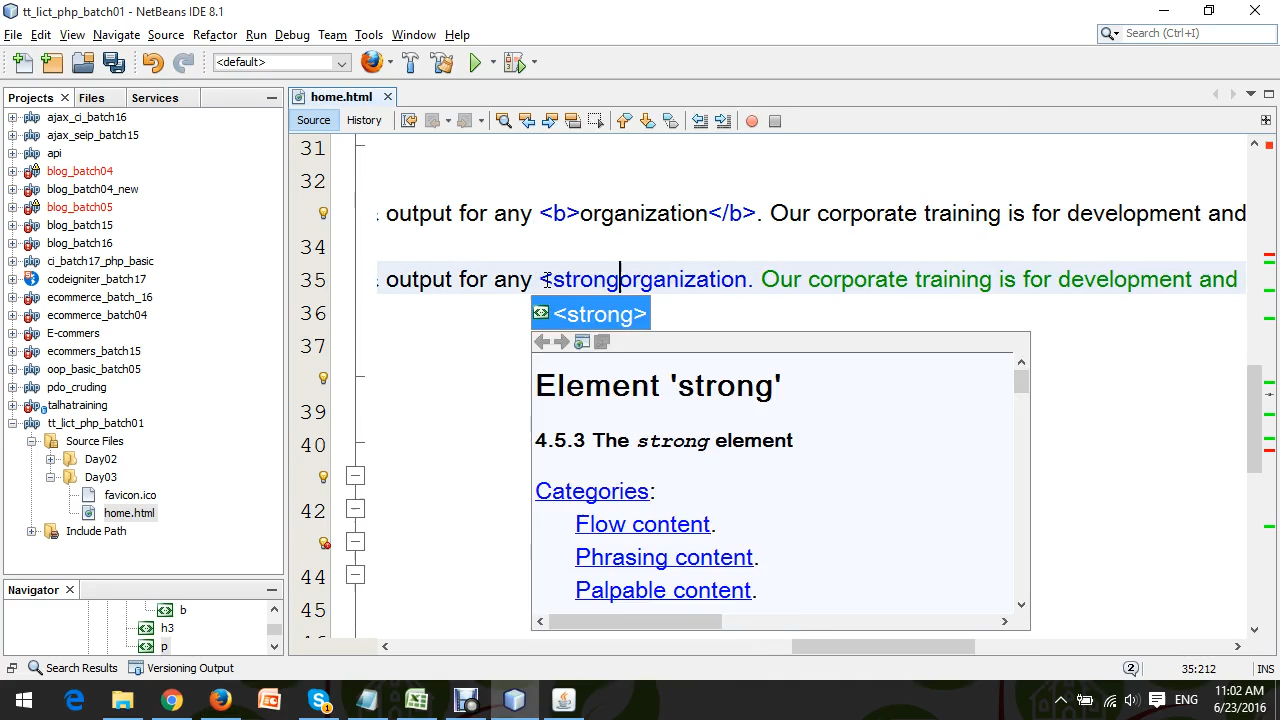 tt_lict_php_batch01 - NetBeans IDE 8.1
File Edit View Navigate Source Refactor Run Debug Team Tools Window Help
Search (Ctrl+I)
<default>
Projects Files Services
home.html
Source History
ajax_ci_batch16
ajax_seip_batch15
api
blog_batch04
blog_batch04_new
blog_batch05
blog_batch15
blog_batch16
ci_batch17_php_basic
codeigniter_batch17
ecommerce_batch_16
ecommerce_batch04
E-commers
ecommers_batch15
oop_basic_batch05
pdo_cruding
talhatraining
tt_lict_php_batch01
Source Files
Day02
Day03
favicon.ico
home.html
Include Path
Navigator
b
h3
p
31
32
output for any <b>organization</b>. Our corporate training is for development and
34
35 output for any <strongorganization. Our corporate training is for development and
36
37
39
40
42
44
45
<strong>
Element 'strong'
4.5.3 The strong element
Categories:
Flow content.
Phrasing content.
Palpable content.
Search Results Versioning Output
2
35:212
INS
ENG
11:02 AM
6/23/2016